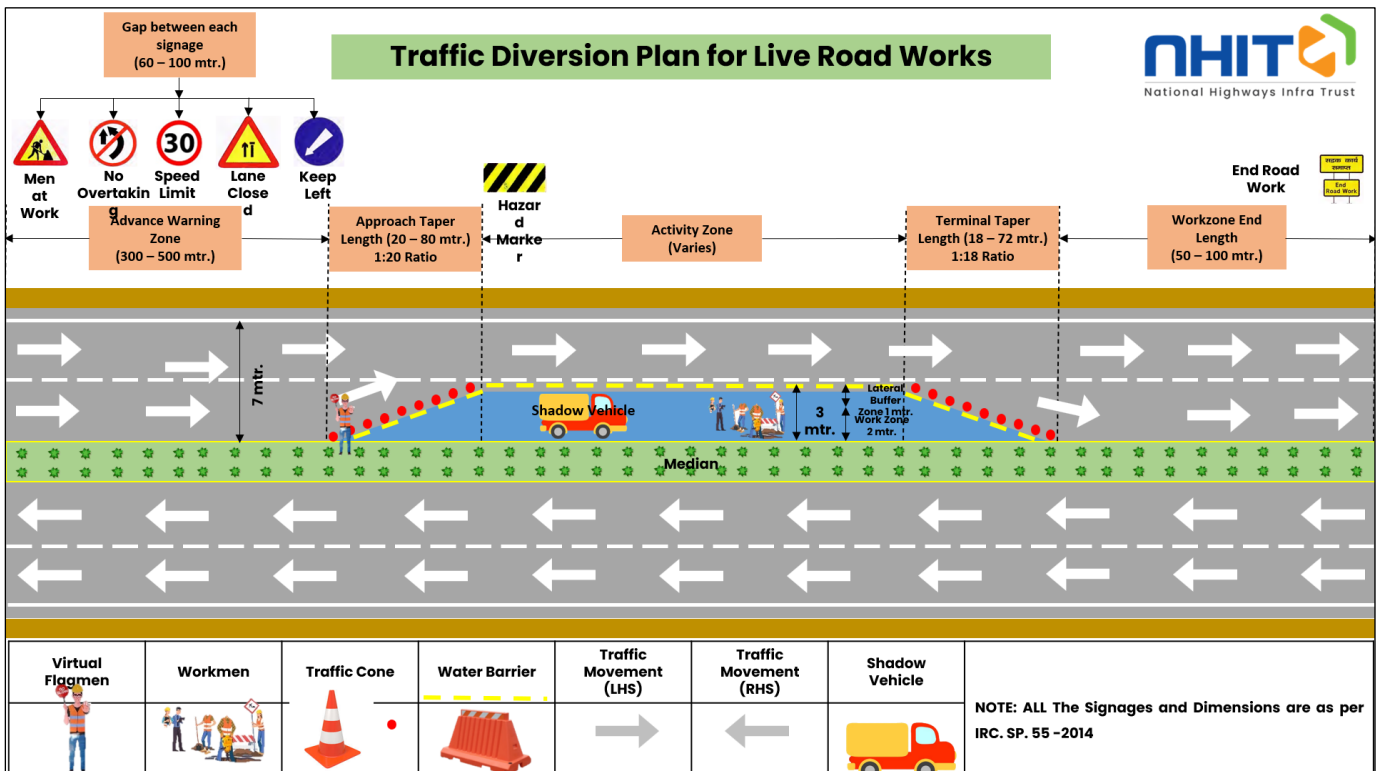 Gap between each
signage
(60 – 100 mtr.)
Traffic Diversion Plan for Live Road Works
NHIT
National Highways Infra Trust
30
Men
at
Work
No
Overtakin
g
Speed
Limit
Lane
Close
d
Keep
Left
Hazar
d
Marke
r
End Road
Work
सड़क कार्य
समाप्त
End
Road Work
Advance Warning
Zone
(300 – 500 mtr.)
Approach Taper
Length (20 – 80 mtr.)
1:20 Ratio
Activity Zone
(Varies)
Terminal Taper
Length (18 – 72 mtr.)
1:18 Ratio
Workzone End
Length
(50 – 100 mtr.)
7 mtr.
Shadow Vehicle
3
mtr.
Lateral
Buffer
Zone 1 mtr.
Work Zone
2 mtr.
Median
Virtual
Flagmen
Workmen
Traffic Cone
Water Barrier
Traffic
Movement
(LHS)
Traffic
Movement
(RHS)
Shadow
Vehicle
NOTE: ALL The Signages and Dimensions are as per
IRC. SP. 55 -2014